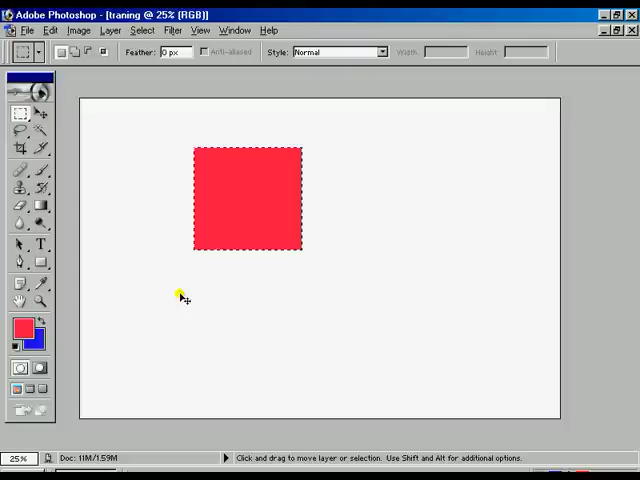 Adobe Photoshop - [traning @ 25% (RGB)]
File Edit Image Layer Select Filter View Window Help
Feather: 0 px Anti-aliased Style: Normal Width: Height:
T
25% Doc: 11M/1.59M Click and drag to move layer or selection. Use Shift and Alt for additional options.